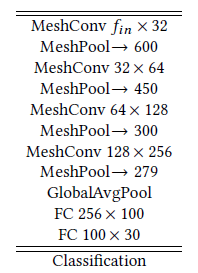 MeshConv f_in × 32
MeshPool→ 600
MeshConv 32 × 64
MeshPool→ 450
MeshConv 64 × 128
MeshPool→ 300
MeshConv 128 × 256
MeshPool→ 279
GlobalAvgPool
FC 256 × 100
FC 100 × 30
Classification